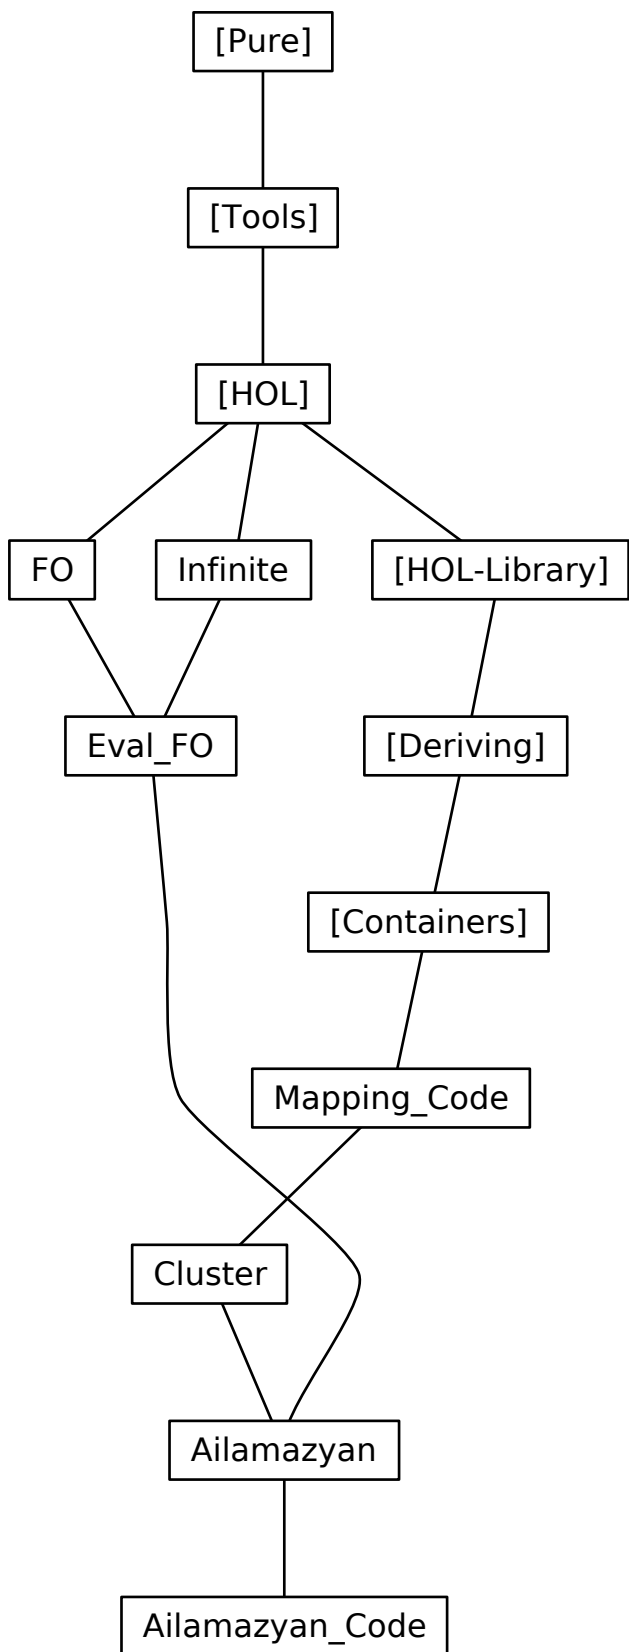 [Pure]
[Tools]
[HOL]
FO
Infinite
[HOL-Library]
Eval_FO
[Deriving]
[Containers]
Mapping_Code
Cluster
Ailamazyan
Ailamazyan_Code